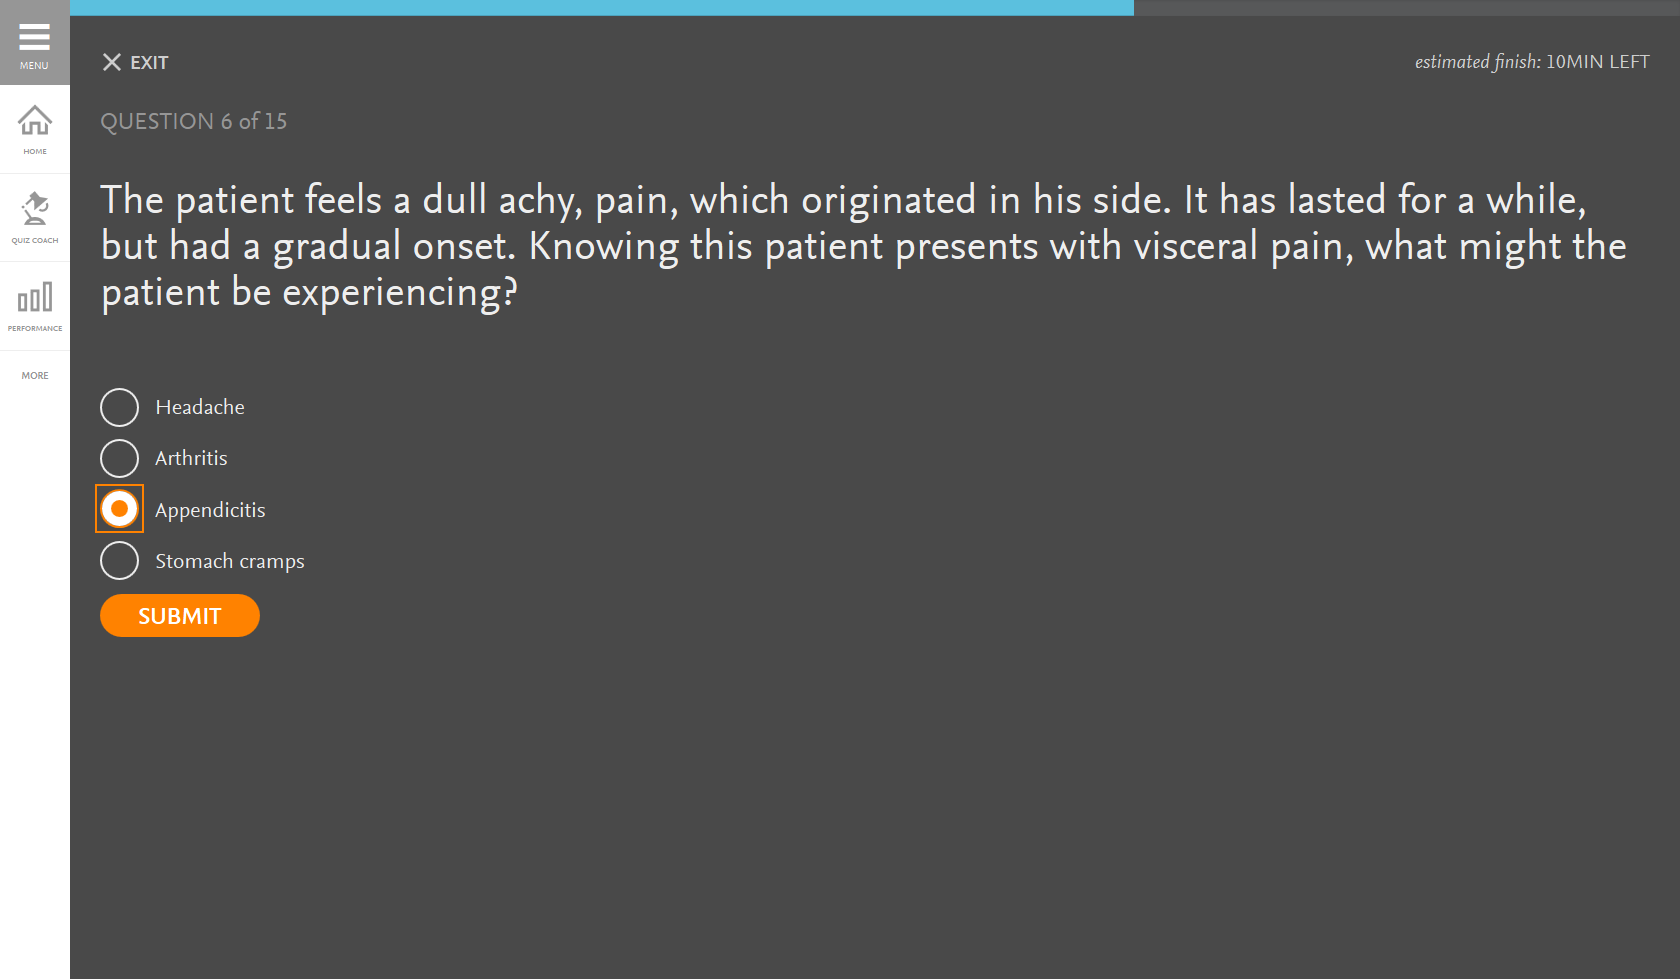 MENU
EXIT
estimated finish: 10MIN LEFT
QUESTION 6 of 15
HOME
The patient feels a dull achy, pain, which originated in his side. It has lasted for a while,
but had a gradual onset. Knowing this patient presents with visceral pain, what might the
patient be experiencing?
QUIZ COACH
PERFORMANCE
MORE
Headache
Arthritis
Appendicitis
Stomach cramps
SUBMIT